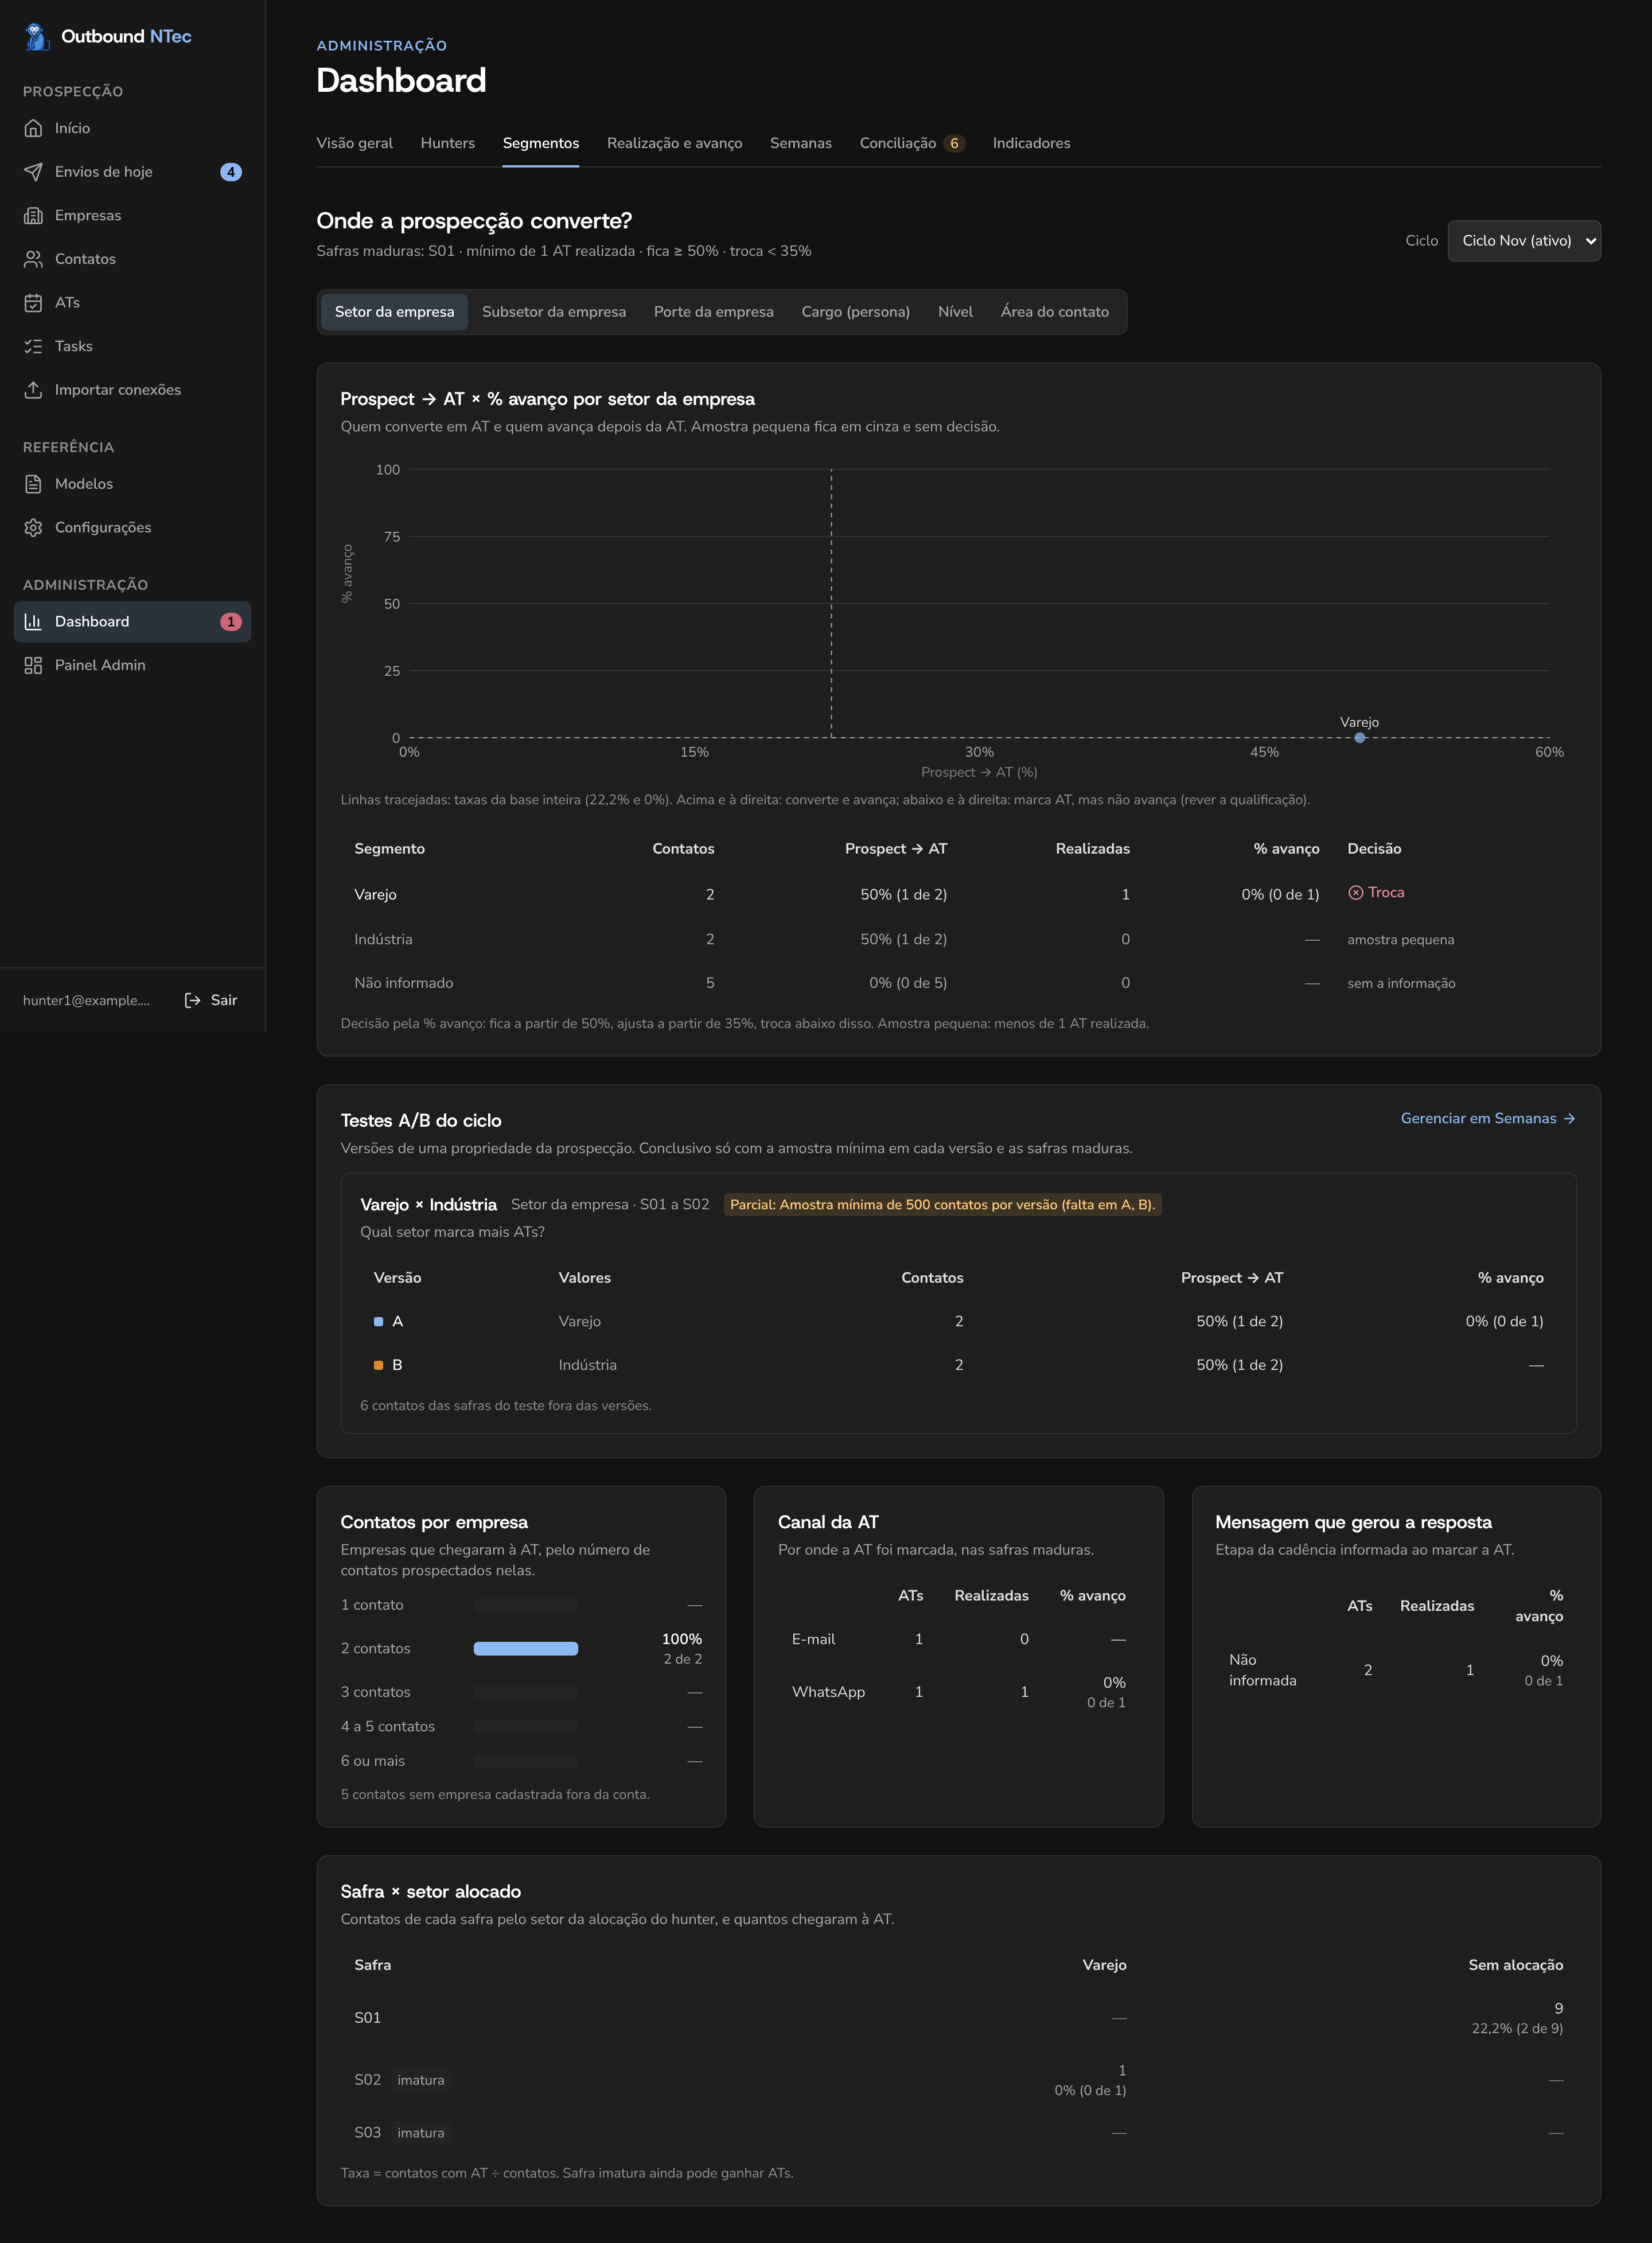 Outbound NTec
PROSPECÇÃO
Início
Envios de hoje 4
Empresas
Contatos
ATs
Tasks
Importar conexões
REFERÊNCIA
Modelos
Configurações
ADMINISTRAÇÃO
Dashboard 1
Painel Admin
hunter1@example.... Sair
ADMINISTRAÇÃO
Dashboard
Visão geral Hunters Segmentos Realização e avanço Semanas Conciliação 6 Indicadores
Onde a prospecção converte?
Safras maduras: S01 · mínimo de 1 AT realizada · fica ≥ 50% · troca < 35%
Ciclo Ciclo Nov (ativo)
Setor da empresa Subsetor da empresa Porte da empresa Cargo (persona) Nível Área do contato
Prospect → AT × % avanço por setor da empresa
Quem converte em AT e quem avança depois da AT. Amostra pequena fica em cinza e sem decisão.
% avanço
100
75
50
25
0
Varejo
0% 15% 30% 45% 60%
Prospect → AT (%)
Linhas tracejadas: taxas da base inteira (22,2% e 0%). Acima e à direita: converte e avança; abaixo e à direita: marca AT, mas não avança (rever a qualificação).
Segmento Contatos Prospect → AT Realizadas % avanço Decisão
Varejo 2 50% (1 de 2) 1 0% (0 de 1) Troca
Indústria 2 50% (1 de 2) 0 — amostra pequena
Não informado 5 0% (0 de 5) 0 — sem a informação
Decisão pela % avanço: fica a partir de 50%, ajusta a partir de 35%, troca abaixo disso. Amostra pequena: menos de 1 AT realizada.
Testes A/B do ciclo
Gerenciar em Semanas →
Versões de uma propriedade da prospecção. Conclusivo só com a amostra mínima em cada versão e as safras maduras.
Varejo × Indústria Setor da empresa · S01 a S02 Parcial: Amostra mínima de 500 contatos por versão (falta em A, B).
Qual setor marca mais ATs?
Versão Valores Contatos Prospect → AT % avanço
A Varejo 2 50% (1 de 2) 0% (0 de 1)
B Indústria 2 50% (1 de 2) —
6 contatos das safras do teste fora das versões.
Contatos por empresa
Empresas que chegaram à AT, pelo número de
contatos prospectados nelas.
1 contato —
2 contatos 100%
2 de 2
3 contatos —
4 a 5 contatos —
6 ou mais —
5 contatos sem empresa cadastrada fora da conta.
Canal da AT
Por onde a AT foi marcada, nas safras maduras.
ATs Realizadas % avanço
E-mail 1 0 —
WhatsApp 1 1 0%
0 de 1
Mensagem que gerou a resposta
Etapa da cadência informada ao marcar a AT.
ATs Realizadas %
avanço
Não
informada 2 1 0%
0 de 1
Safra × setor alocado
Contatos de cada safra pelo setor da alocação do hunter, e quantos chegaram à AT.
Safra Varejo Sem alocação
S01 — 9
22,2% (2 de 9)
S02 imatura 1 —
0% (0 de 1)
S03 imatura — —
Taxa = contatos com AT ÷ contatos. Safra imatura ainda pode ganhar ATs.